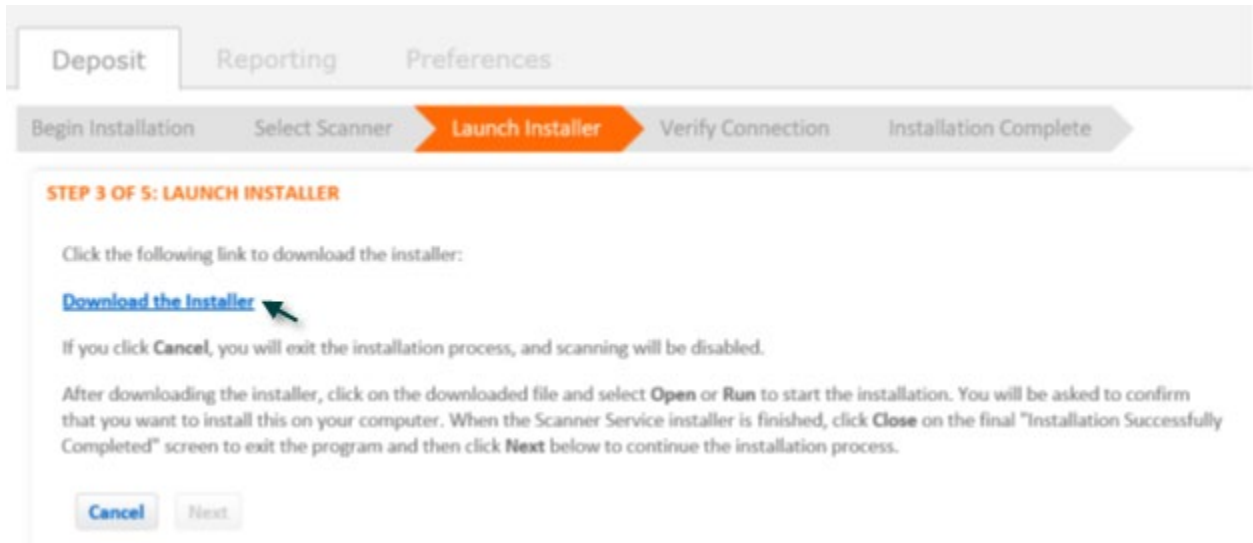 Deposit Reporting Preferences
Begin Installation Select Scanner Launch Installer Verify Connection Installation Complete
STEP 3 OF 5: LAUNCH INSTALLER
Click the following link to download the installer:
Download the Installer
If you click Cancel, you will exit the installation process, and scanning will be disabled.
After downloading the installer, click on the downloaded file and select Open or Run to start the installation. You will be asked to confirm
that you want to install this on your computer. When the Scanner Service installer is finished, click Close on the final "Installation Successfully
Completed" screen to exit the program and then click Next below to continue the installation process.
Cancel Next